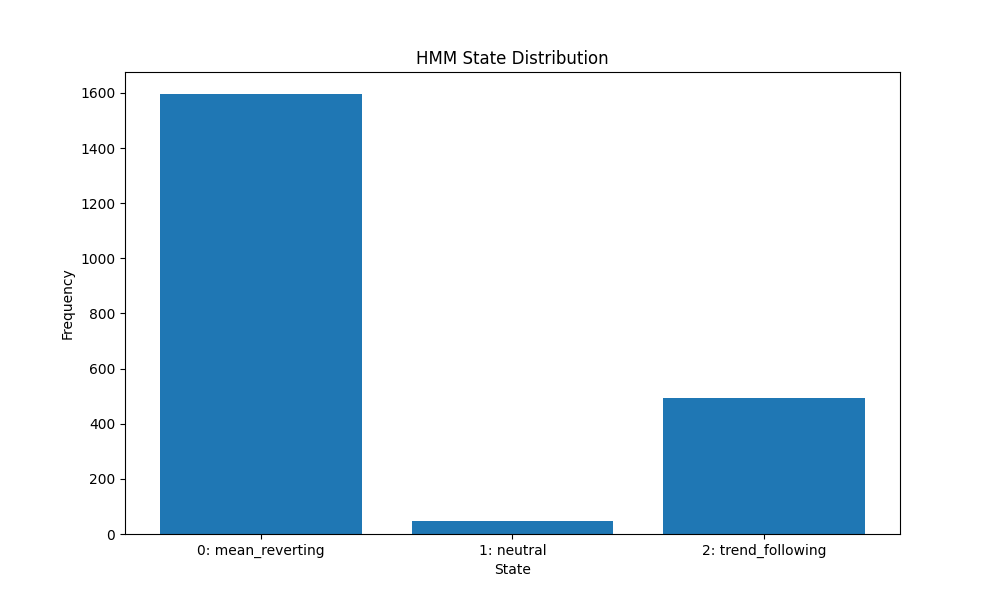 HMM State Distribution
1600
1400
1200
1000
800
600
400
200
0
Frequency
0: mean_reverting
1: neutral
2: trend_following
State